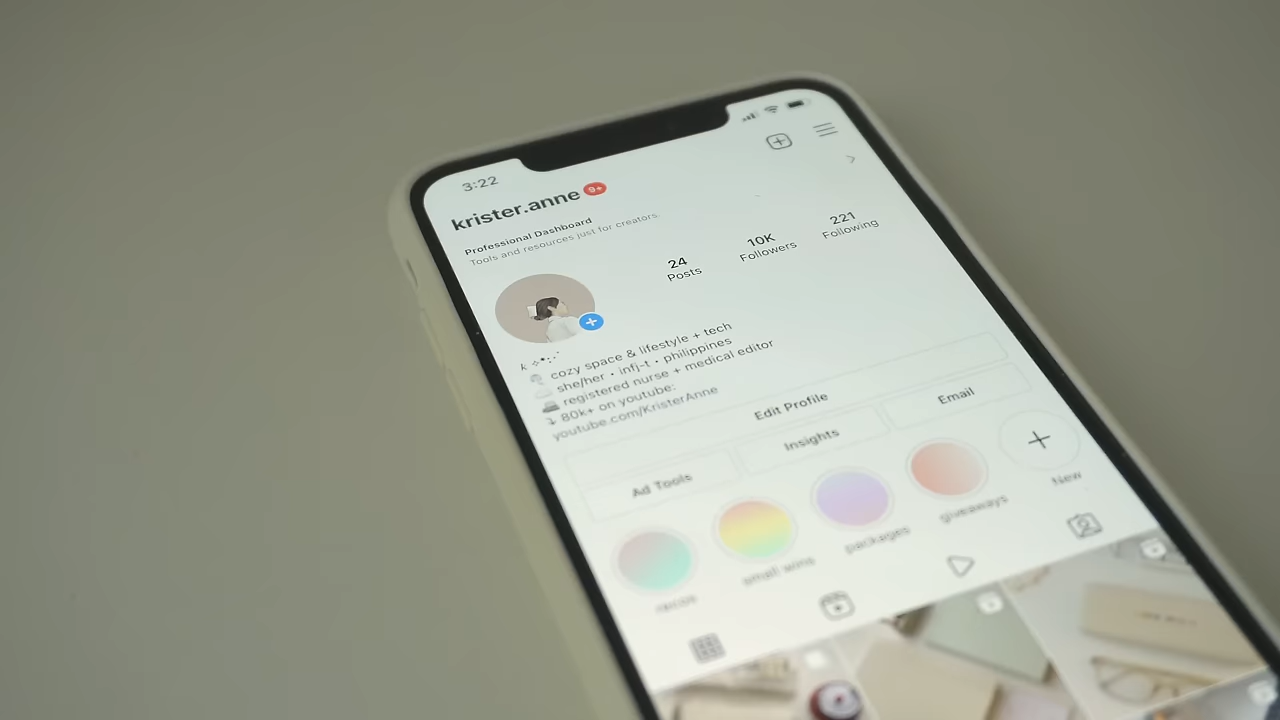 3:22
krister.anne 9+
Professional Dashboard
Tools and resources just for creators.
24
Posts
10K
Followers
221
Following
k
cozy space & lifestyle + tech
she/her • infj-t • philippines
registered nurse + medical editor
↴ 80k+ on youtube:
youtube.com/KristerAnne
Edit Profile
Ad Tools
Insights
Email
recos
small wins
packages
giveaways
New